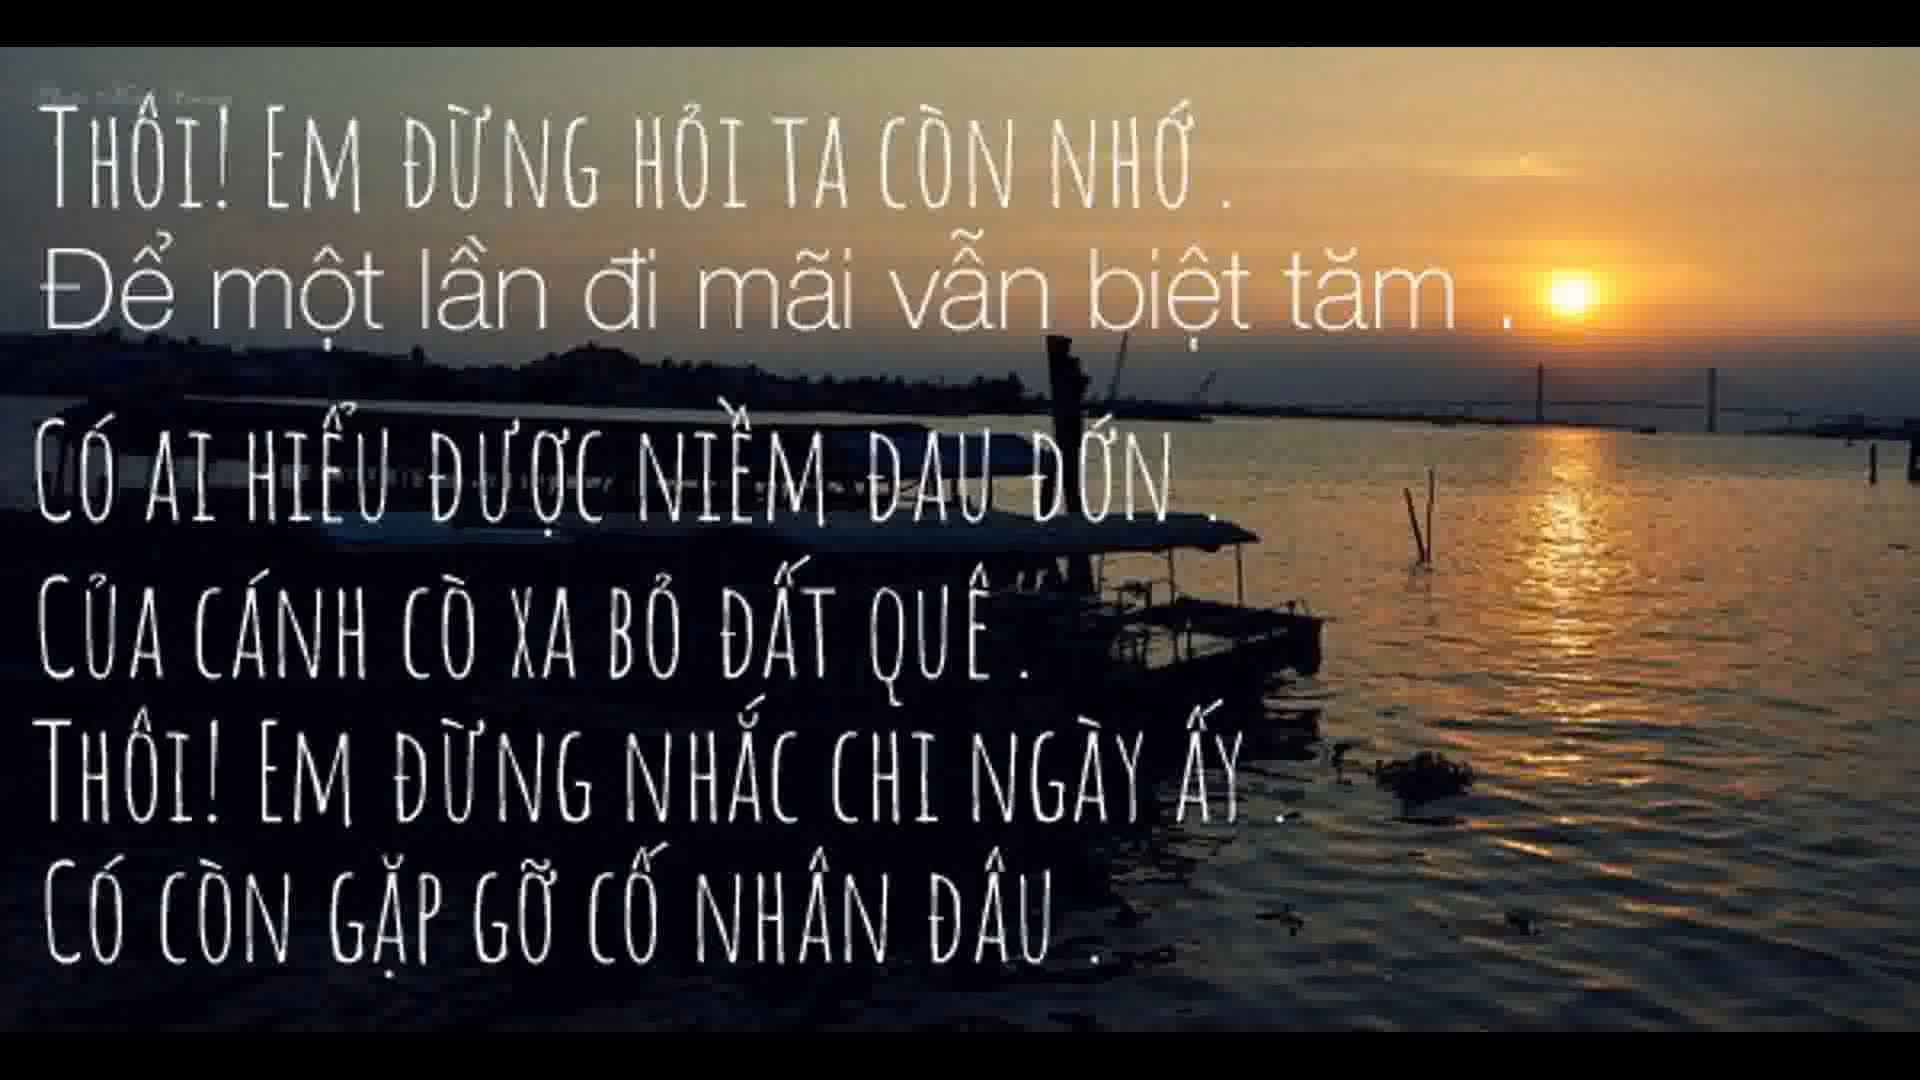 Thôi! Em đừng hỏi ta còn nhớ .
Để một lần đi mãi vẫn biệt tăm .
Có ai hiểu được niềm đau đớn .
Của cánh cò xa bỏ đất quê .
Thôi! Em đừng nhắc chi ngày ấy .
Có còn gặp gỡ cố nhân đâu .